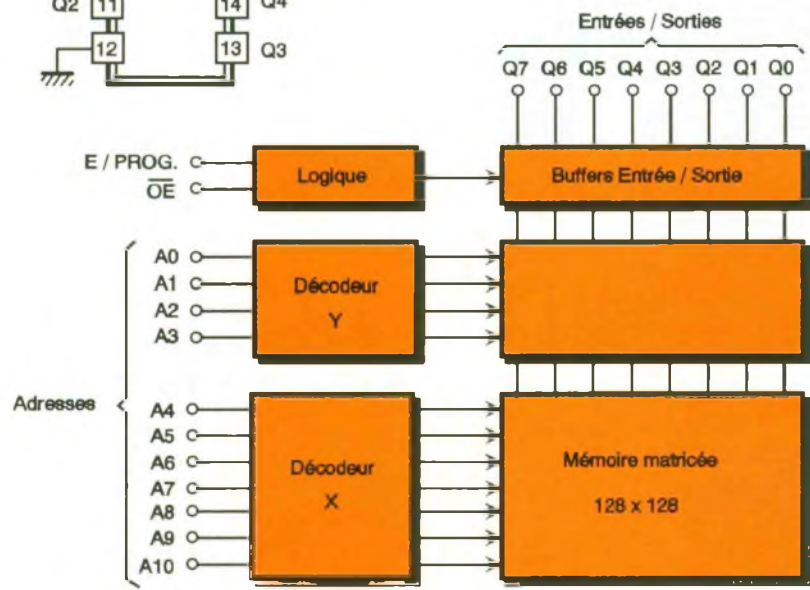 Q2 11 14 Q4
12 13 Q3
Entrées / Sorties
Q7 Q6 Q5 Q4 Q3 Q2 Q1 Q0
E / PROG.
OE
Logique
Buffers Entrée / Sortie
A0
A1
A2
A3
Décodeur
Y
Adresses
A4
A5
A6
A7
A8
A9
A10
Décodeur
X
Mémoire matricée
128 x 128